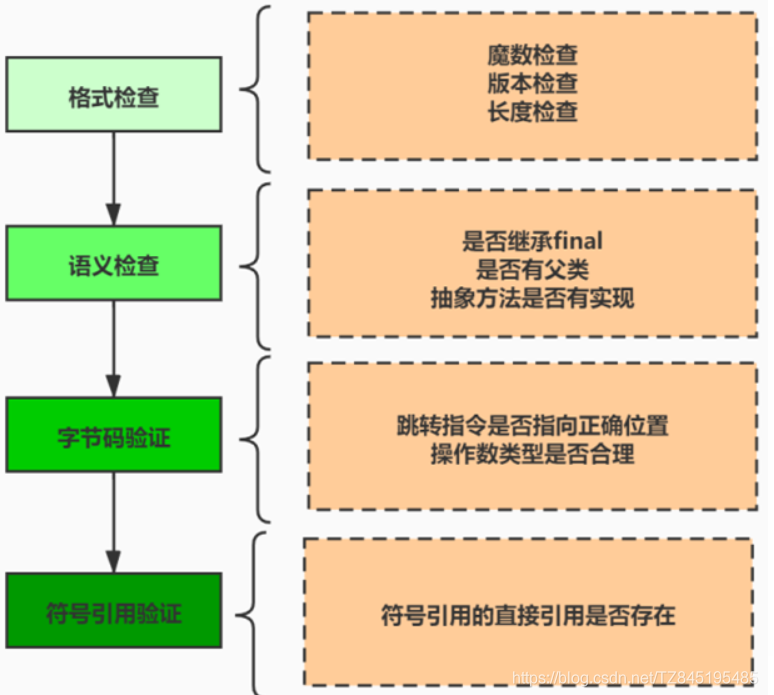 格式检查
魔数检查
版本检查
长度检查
语义检查
是否继承final
是否有父类
抽象方法是否有实现
字节码验证
跳转指令是否指向正确位置
操作数类型是否合理
符号引用验证
符号引用的直接引用是否存在
https://blog.csdn.net/TZ845195485